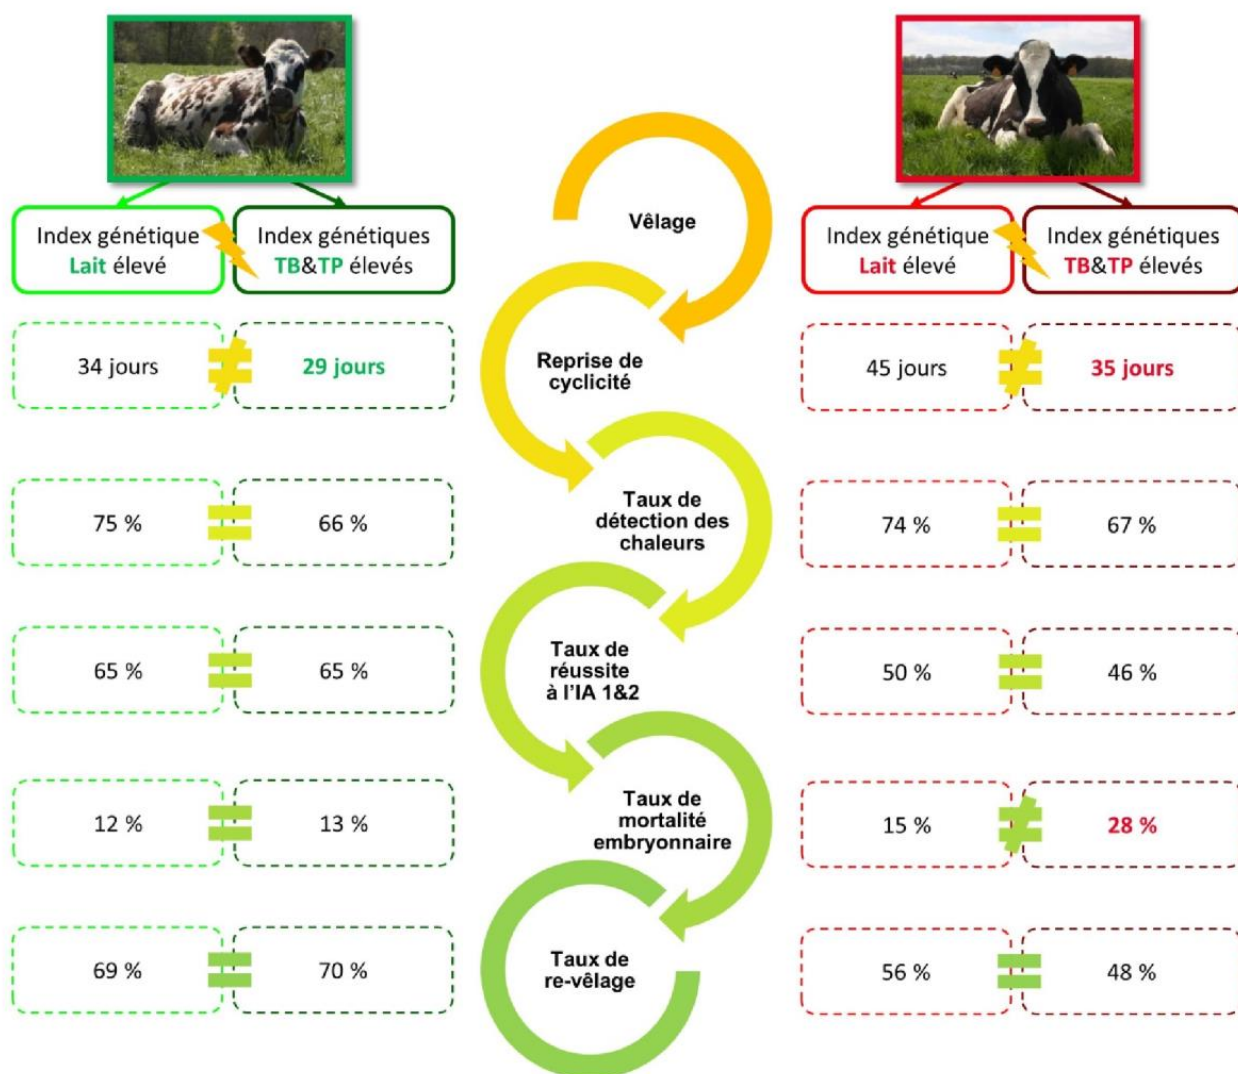 Index génétique
Lait élevé
Index génétiques
TB&TP élevés
Vêlage
Index génétique
Lait élevé
Index génétiques
TB&TP élevés
34 jours
≠
29 jours
Reprise de
cyclicité
45 jours
≠
35 jours
75 %
=
66 %
Taux de
détection des
chaleurs
74 %
=
67 %
65 %
=
65 %
Taux de
réussite
à l'IA 1&2
50 %
=
46 %
12 %
=
13 %
Taux de
mortalité
embryonnaire
15 %
≠
28 %
69 %
=
70 %
Taux de
re-vêlage
56 %
=
48 %